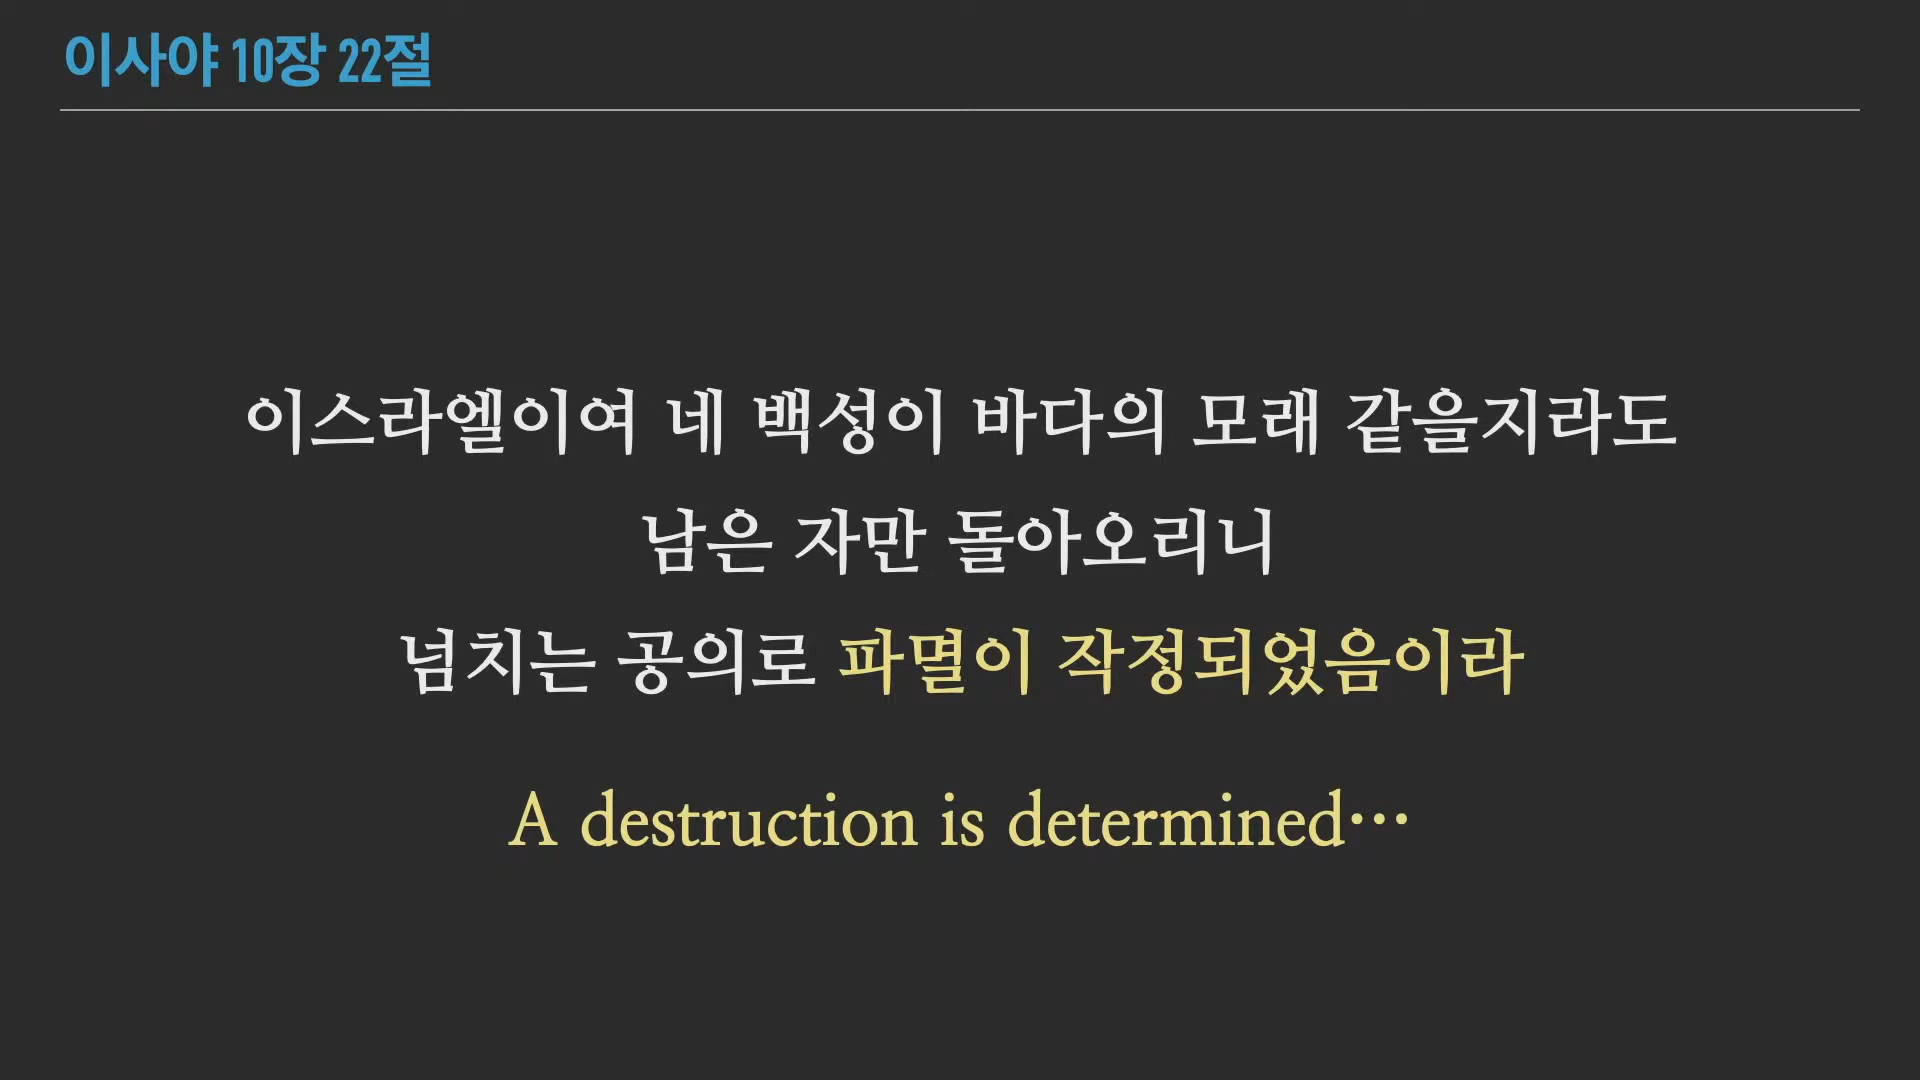 이사야 10장 22절
이스라엘이여 네 백성이 바다의 모래 같을지라도
남은 자만 돌아오리니
넘치는 공의로 파멸이 작정되었음이라
A destruction is determined…